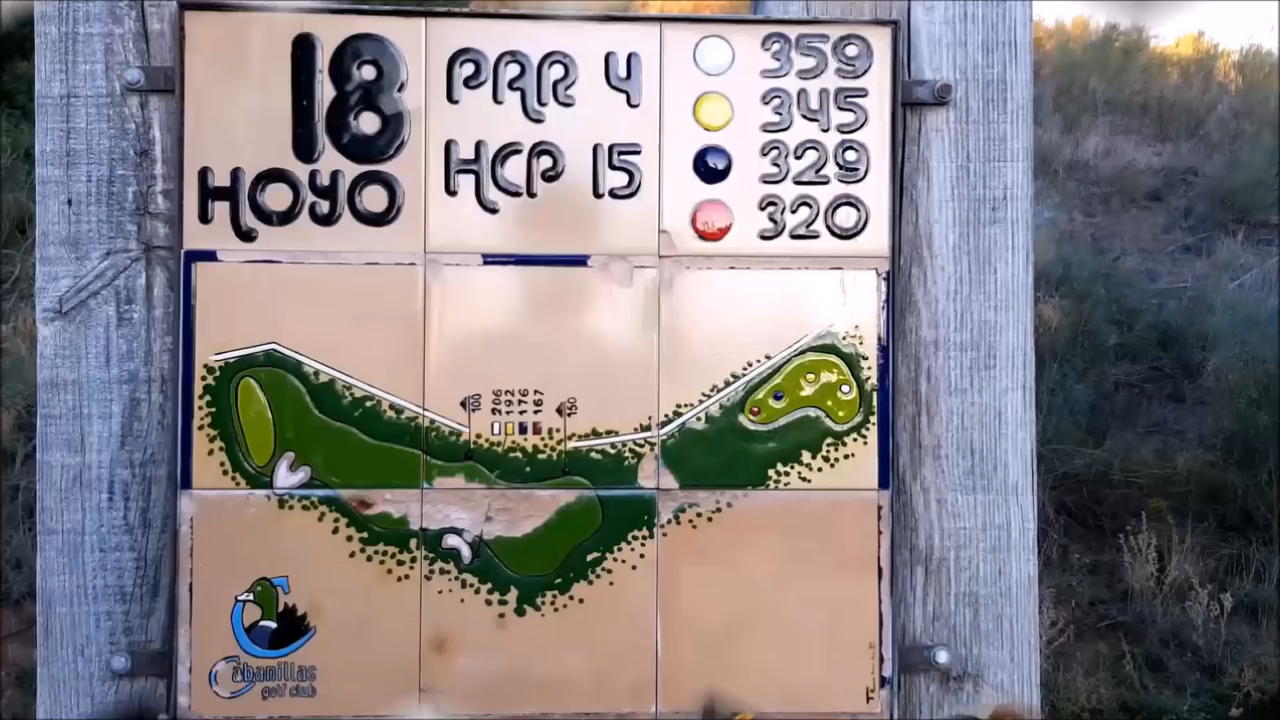 18
HOYO
PAR 4
HCP 15
359
345
329
320
100
206
192
176
167
150
Cabanillas
golf club